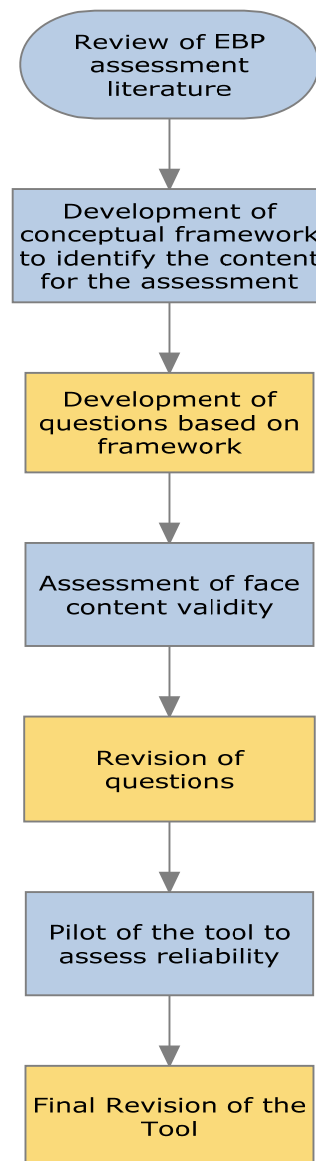 Review of EBP
assessment
literature
Development of
conceptual framework
to identify the content
for the assessment
Development of
questions based on
framework
Assessment of face
content validity
Revision of
questions
Pilot of the tool to
assess reliability
Final Revision of the
Tool